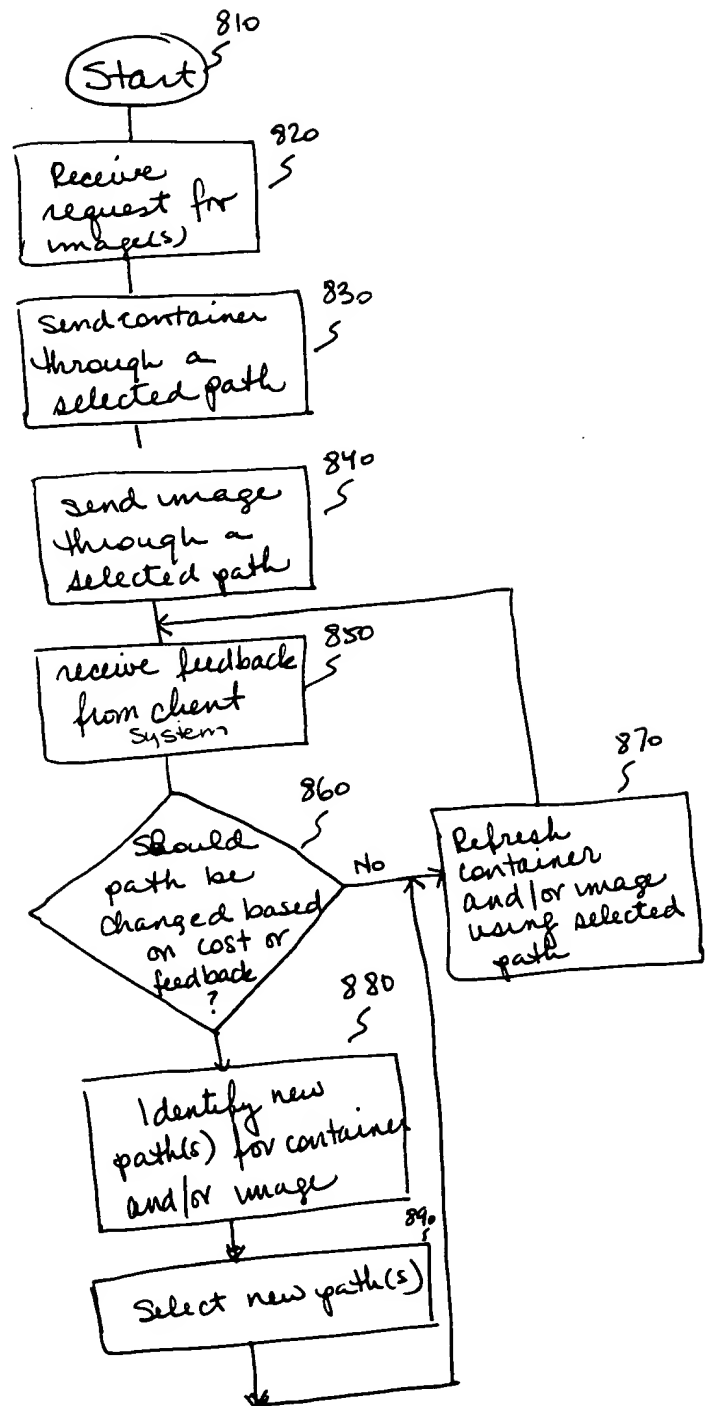 810
Start
820
Receive
request for
image(s)
830
send container
through a
selected path
840
send image
through a
selected path
850
receive feedback
from client
System
860
Should
path be
changed based
on cost or
feedback
?
No
870
Refresh
container
and/or image
using selected
path
880
Identify new
path(s) for container
and/or image
890
Select new path(s)